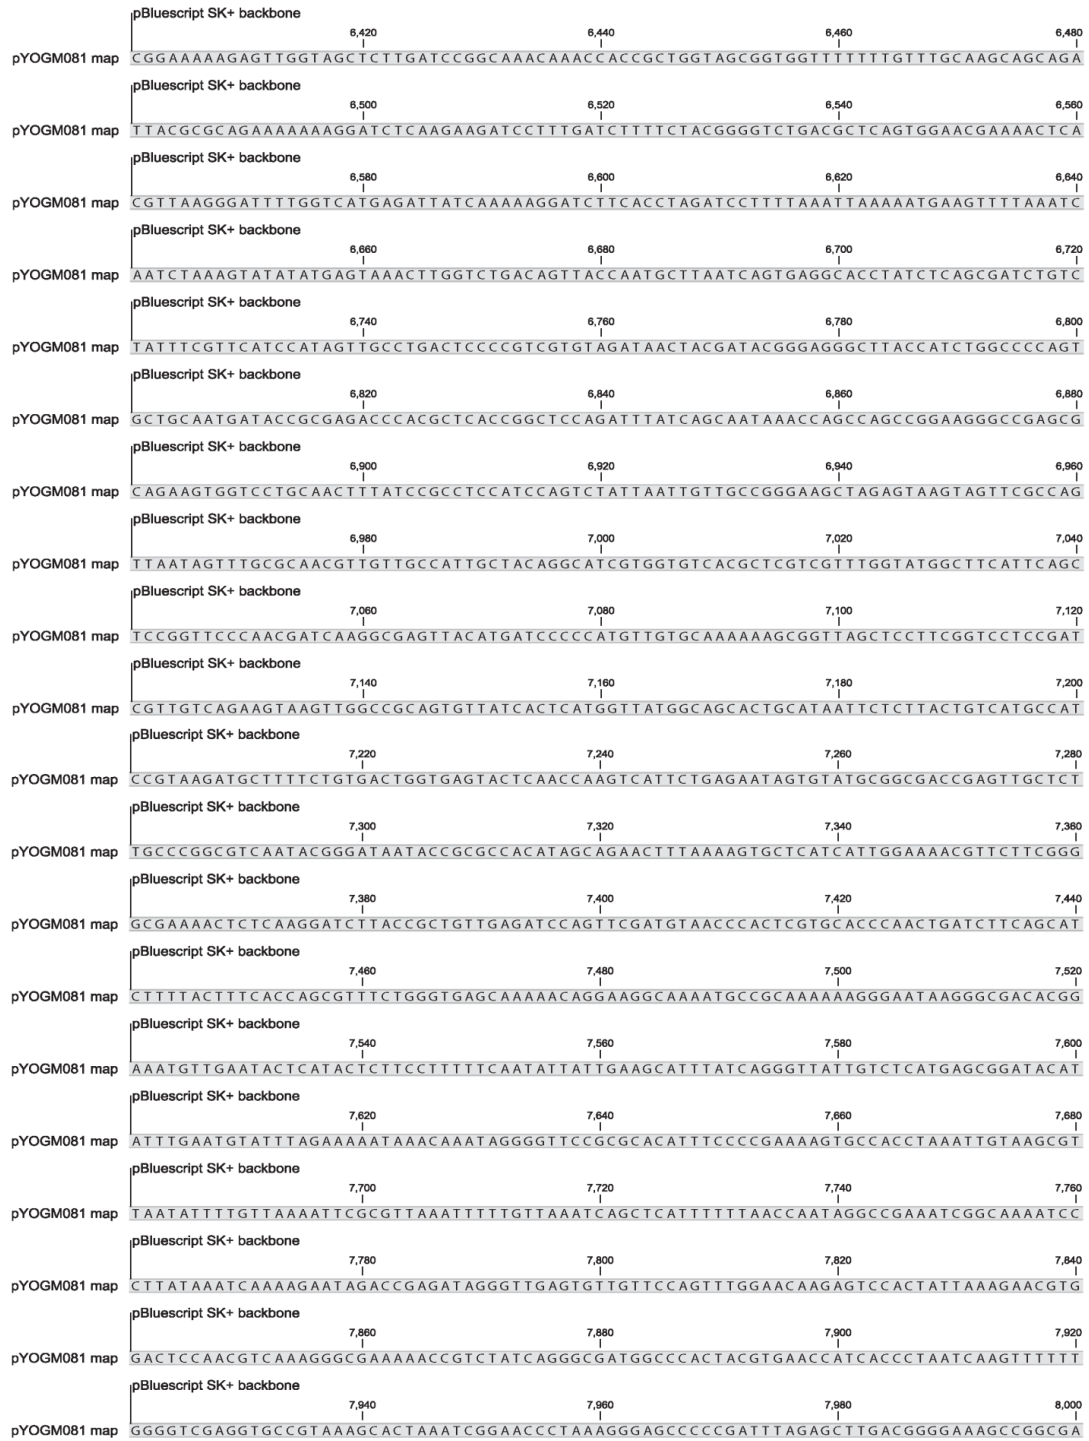 pBluescript SK+ backbone
6,420 6,440 6,460 6,480
pYOGM081 map CGGAAAAAGAGTTGGTAGCTCTTGATCCGGCAAACAAACCACCGCTGGTAGCGGTGGTTTTTTTGTTTGCAAGCAGCAGA
pBluescript SK+ backbone
6,500 6,520 6,540 6,560
pYOGM081 map TTACGCGCAGAAAAAAAGGATCTCAAGAAGATCCTTTGATCTTTTCTACGGGGTCTGACGCTCAGTGGAACGAAAACTCA
pBluescript SK+ backbone
6,580 6,600 6,620 6,640
pYOGM081 map CGTTAAGGGATTTTGGTCATGAGATTATCAAAAAGGATCTTCACCTAGATCCTTTTAAATTAAAAATGAAGTTTTAAATC
pBluescript SK+ backbone
6,660 6,680 6,700 6,720
pYOGM081 map AATCTAAAGTATATATGAGTAAACTTGGTCTGACAGTTACCAATGCTTAATCAGTGAGGCACCTATCTCAGCGATCTGTC
pBluescript SK+ backbone
6,740 6,760 6,780 6,800
pYOGM081 map TATTTCGTTCATCCATAGTTGCCTGACTCCCCGTCGTGTAGATAACTACGATACGGGAGGGCTTACCATCTGGCCCCAGT
pBluescript SK+ backbone
6,820 6,840 6,860 6,880
pYOGM081 map GCTGCAATGATACCGCGAGACCCACGCTCACCGGCTCCAGATTTATCAGCAATAAACCAGCCAGCCGGAAGGGCCGAGCG
pBluescript SK+ backbone
6,900 6,920 6,940 6,960
pYOGM081 map CAGAAGTGGTCCTGCAACTTTATCCGCCTCCATCCAGTCTATTAATTGTTGCCGGGAAGCTAGAGTAAGTAGTTCGCCAG
pBluescript SK+ backbone
6,980 7,000 7,020 7,040
pYOGM081 map TTAATAGTTTGCGCAACGTTGTTGCCATTGCTACAGGCATCGTGGTGTCACGCTCGTCGTTTGGTATGGCTTCATTCAGC
pBluescript SK+ backbone
7,060 7,080 7,100 7,120
pYOGM081 map TCCGGTTCCCAACGATCAAGGCGAGTTACATGATCCCCCATGTTGTGCAAAAAAGCGGTTAGCTCCTTCGGTCCTCCGAT
pBluescript SK+ backbone
7,140 7,160 7,180 7,200
pYOGM081 map CGTTGTCAGAAGTAAGTTGGCCGCAGTGTTATCACTCATGGTTATGGCAGCACTGCATAATTCTCTTACTGTCATGCCAT
pBluescript SK+ backbone
7,220 7,240 7,260 7,280
pYOGM081 map CCGTAAGATGCTTTTCTGTGACTGGTGAGTACTCAACCAAGTCATTCTGAGAATAGTGTATGCGGCGACCGAGTTGCTCT
pBluescript SK+ backbone
7,300 7,320 7,340 7,360
pYOGM081 map TGCCCGGCGTCAATACGGGATAATACCGCGCCACATAGCAGAACTTTAAAAGTGCTCATCATTGGAAAACGTTCTTCGGG
pBluescript SK+ backbone
7,380 7,400 7,420 7,440
pYOGM081 map GCGAAAACTCTCAAGGATCTTACCGCTGTTGAGATCCAGTTCGATGTAACCCACTCGTGCACCCAACTGATCTTCAGCAT
pBluescript SK+ backbone
7,460 7,480 7,500 7,520
pYOGM081 map CTTTTACTTTCACCAGCGTTTCTGGGTGAGCAAAAACAGGAAGGCAAAATGCCGCAAAAAAGGGAATAAGGGCGACACGG
pBluescript SK+ backbone
7,540 7,560 7,580 7,600
pYOGM081 map AAATGTTGAATACTCATACTCTTCCTTTTTCAATATTATTGAAGCATTTATCAGGGTTATTGTCTCATGAGCGGATACAT
pBluescript SK+ backbone
7,620 7,640 7,660 7,680
pYOGM081 map ATTTGAATGTATTTAGAAAAATAAACAAATAGGGGTTCCGCGCACATTTCCCCGAAAAGTGCCACCTAAATTGTAAGCGT
pBluescript SK+ backbone
7,700 7,720 7,740 7,760
pYOGM081 map TAATATTTTGTTAAAATTCGCGTTAAATTTTTGTTAAATCAGCTCATTTTTTAACCAATAGGCCGAAATCGGCAAAATCC
pBluescript SK+ backbone
7,780 7,800 7,820 7,840
pYOGM081 map CTTATAAATCAAAAGAATAGACCGAGATAGGGTTGAGTGTTGTTCCAGTTTGGAACAAGAGTCCACTATTAAAGAACGTG
pBluescript SK+ backbone
7,860 7,880 7,900 7,920
pYOGM081 map GACTCCAACGTCAAAGGGCGAAAAACCGTCTATCAGGGCGATGGCCCACTACGTGAACCATCACCCTAATCAAGTTTTTT
pBluescript SK+ backbone
7,940 7,960 7,980 8,000
pYOGM081 map GGGGTCGAGGTGCCGTAAAGCACTAAATCGGAACCCTAAAGGGAGCCCCCGATTTAGAGCTTGACGGGGAAAGCCGGCGA